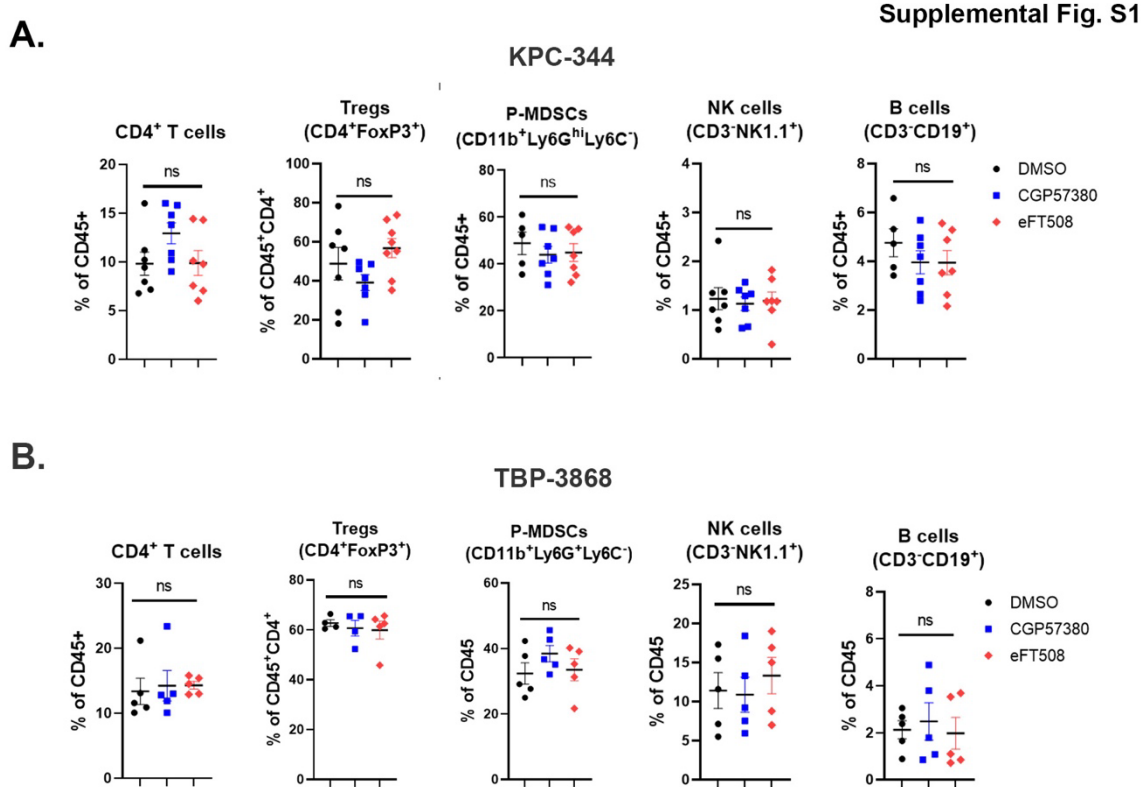 Supplemental Fig. S1
A.
KPC-344
CD4⁺ T cells
Tregs
(CD4⁺FoxP3⁺)
P-MDSCs
(CD11b⁺Ly6G^hiLy6C⁻)
NK cells
(CD3⁻NK1.1⁺)
B cells
(CD3⁻CD19⁺)
% of CD45+
20
15
10
5
0
ns
% of CD45⁺CD4⁺
100
80
60
40
20
0
ns
% of CD45+
80
60
40
20
0
ns
% of CD45+
4
3
2
1
0
ns
% of CD45+
8
6
4
2
0
ns
DMSO
CGP57380
eFT508
B.
TBP-3868
CD4⁺ T cells
Tregs
(CD4⁺FoxP3⁺)
P-MDSCs
(CD11b⁺Ly6G⁺Ly6C⁻)
NK cells
(CD3⁻NK1.1⁺)
B cells
(CD3⁻CD19⁺)
% of CD45+
30
20
10
0
ns
% of CD45⁺CD4⁺
80
60
40
20
0
ns
% of CD45
60
40
20
0
ns
% of CD45
25
20
15
10
5
0
ns
% of CD45
8
6
4
2
0
ns
DMSO
CGP57380
eFT508